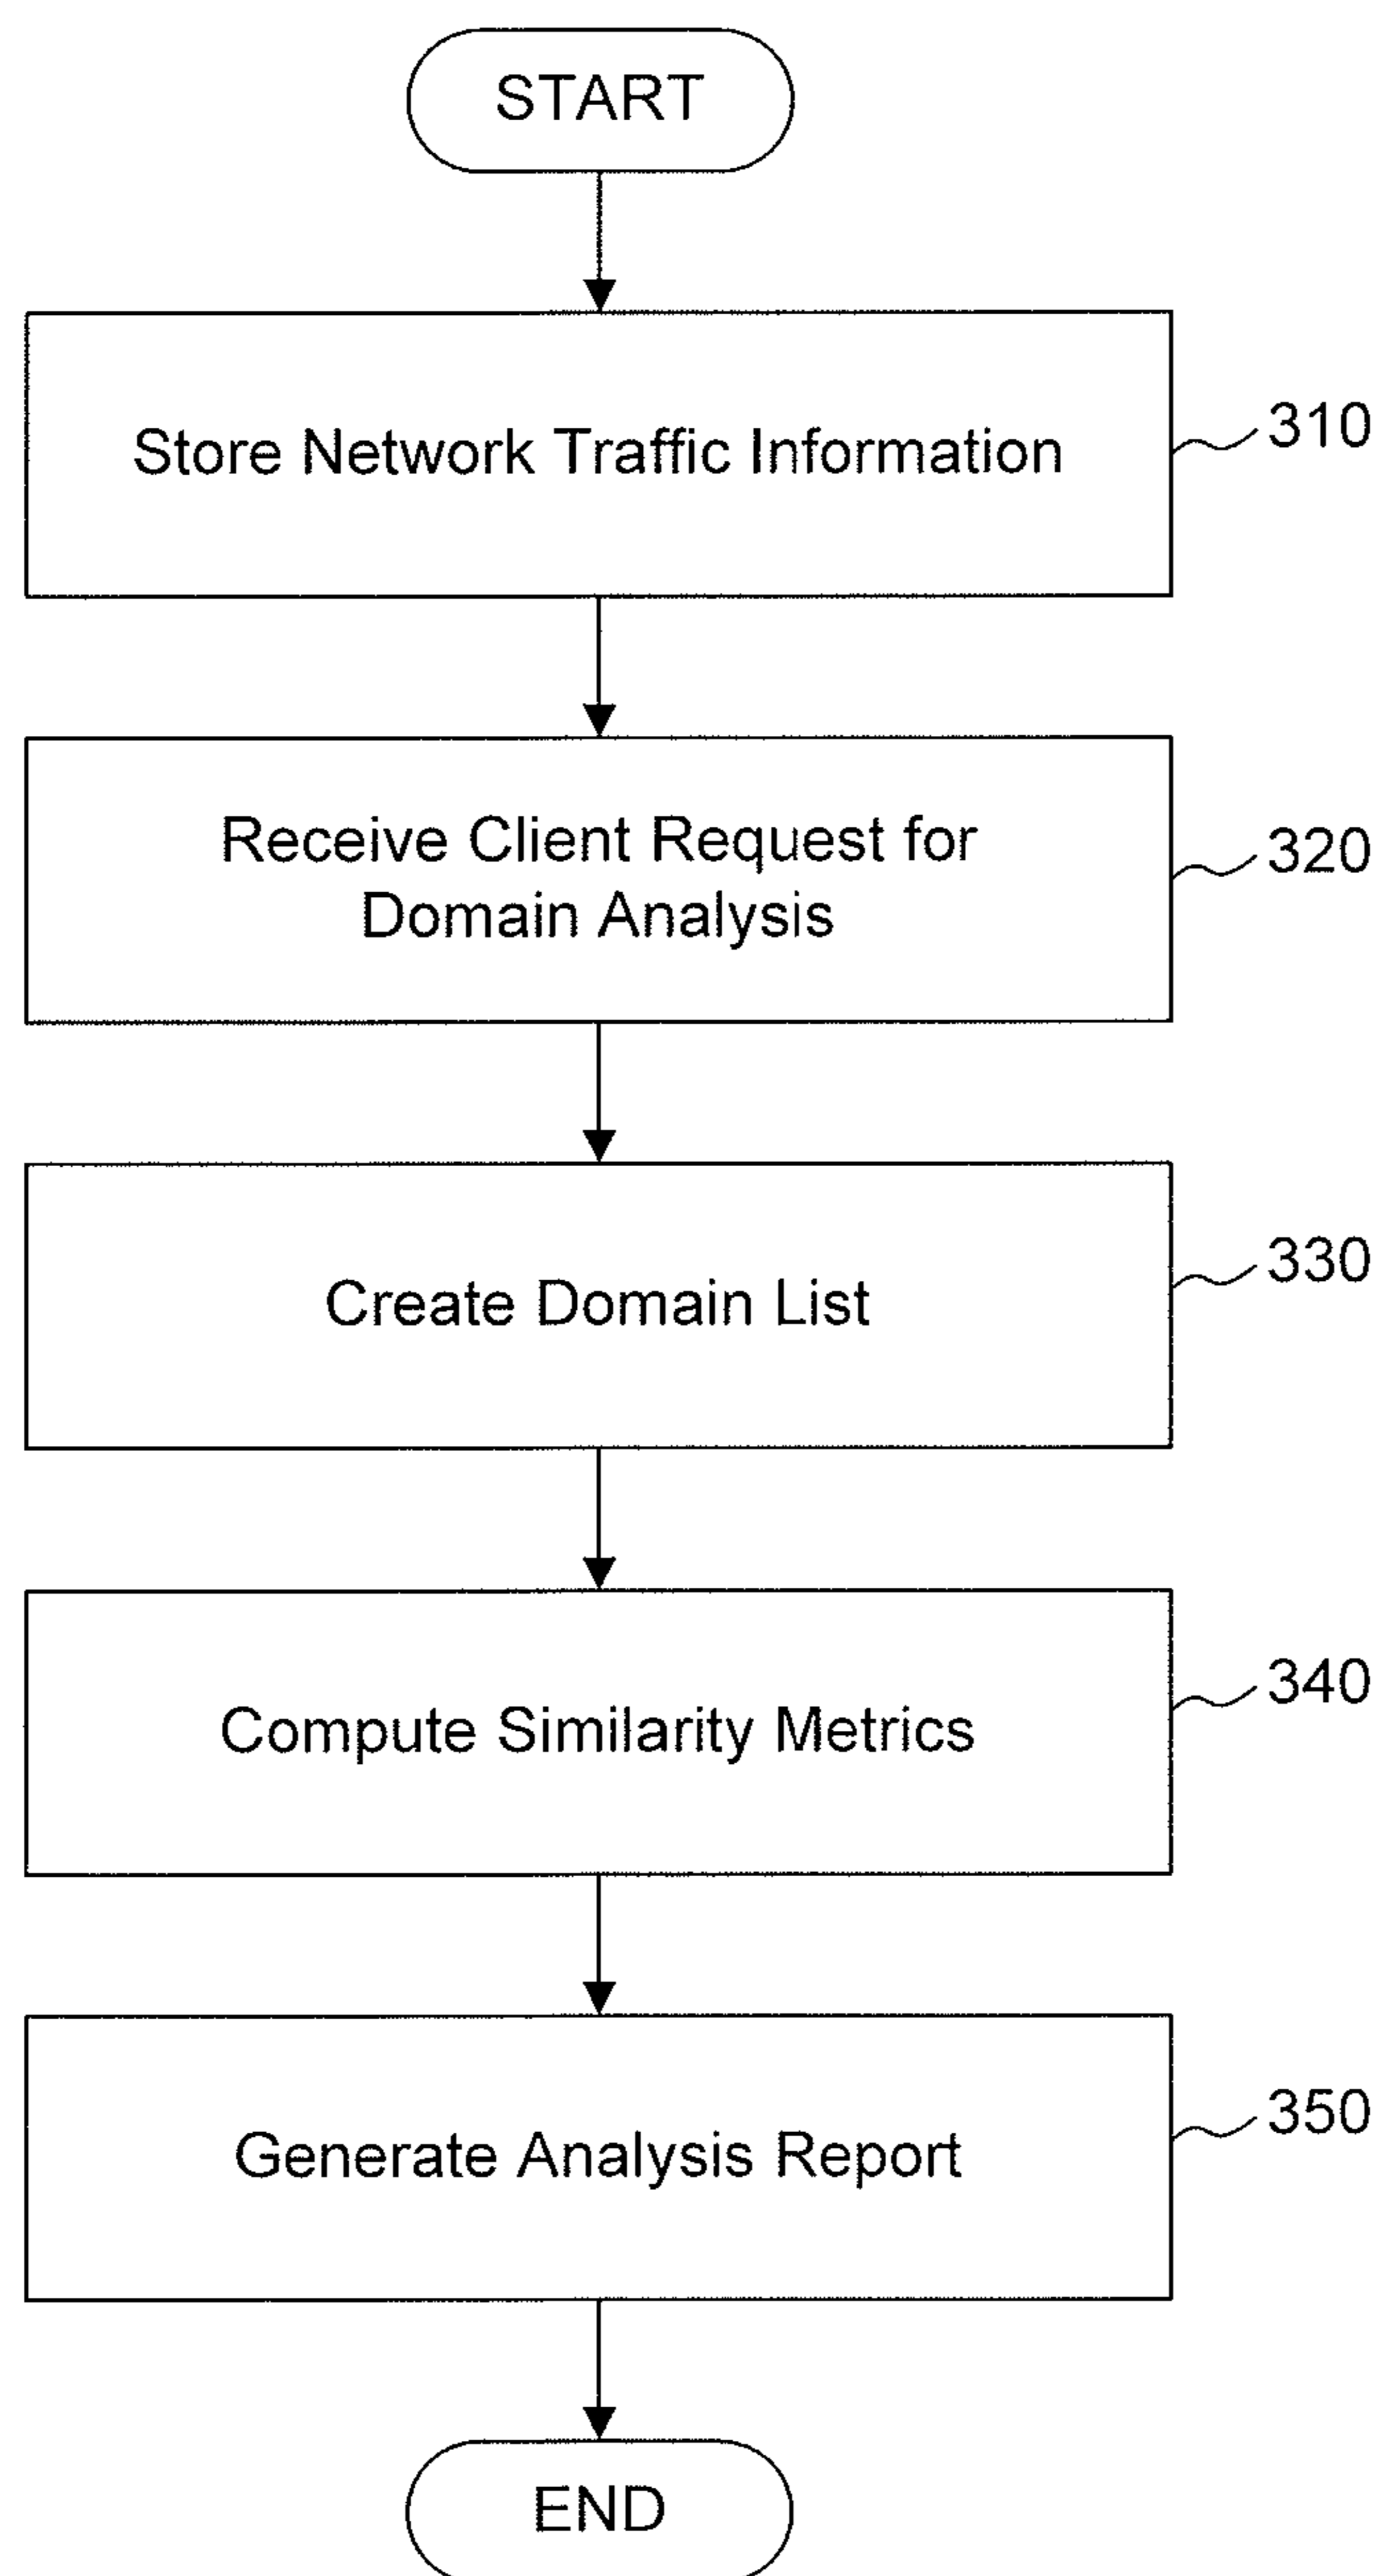 START
Store Network Traffic Information
310
Receive Client Request for
Domain Analysis
320
Create Domain List
330
Compute Similarity Metrics
340
Generate Analysis Report
350
END